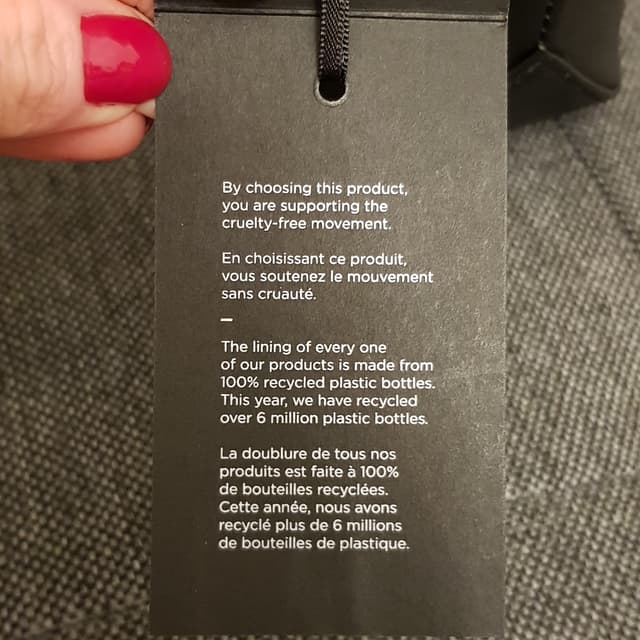 By choosing this product,
you are supporting the
cruelty-free movement.
En choisissant ce produit,
vous soutenez le mouvement
sans cruauté.
The lining of every one
of our products is made from
100% recycled plastic bottles.
This year, we have recycled
over 6 million plastic bottles.
La doublure de tous nos
produits est faite à 100%
de bouteilles recyclées.
Cette année, nous avons
recyclé plus de 6 millions
de bouteilles de plastique.